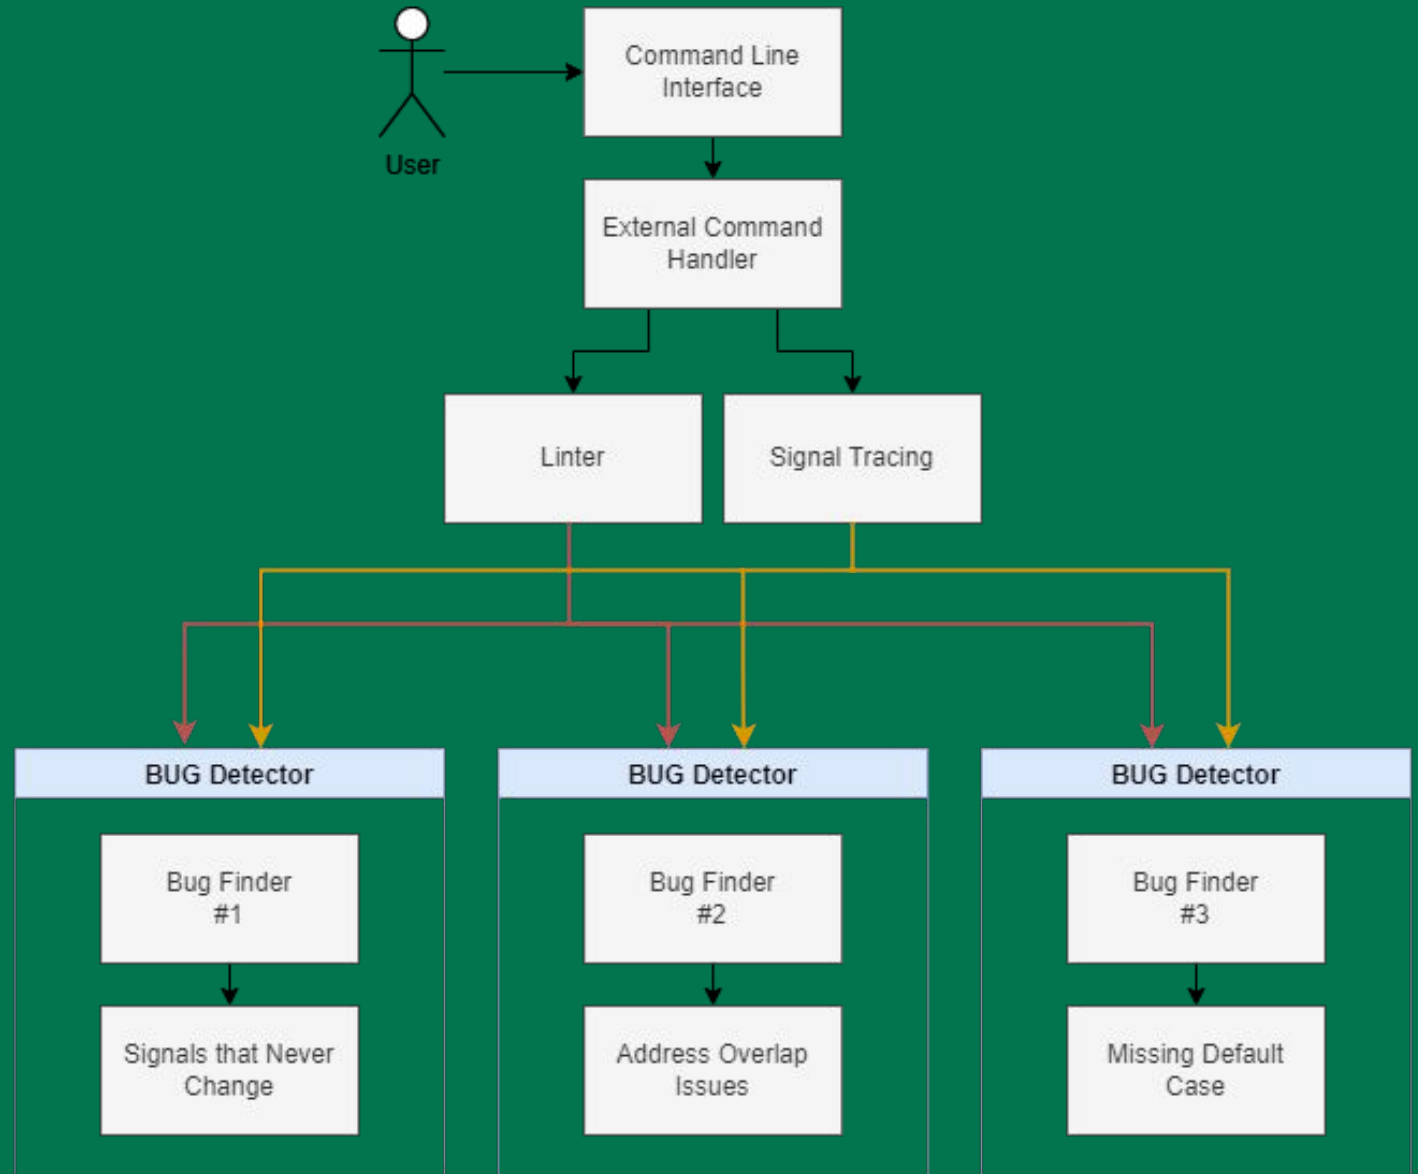 Command Line
Interface
User
External Command
Handler
Linter
Signal Tracing
BUG Detector
BUG Detector
BUG Detector
Bug Finder
#1
Bug Finder
#2
Bug Finder
#3
Signals that Never
Change
Address Overlap
Issues
Missing Default
Case